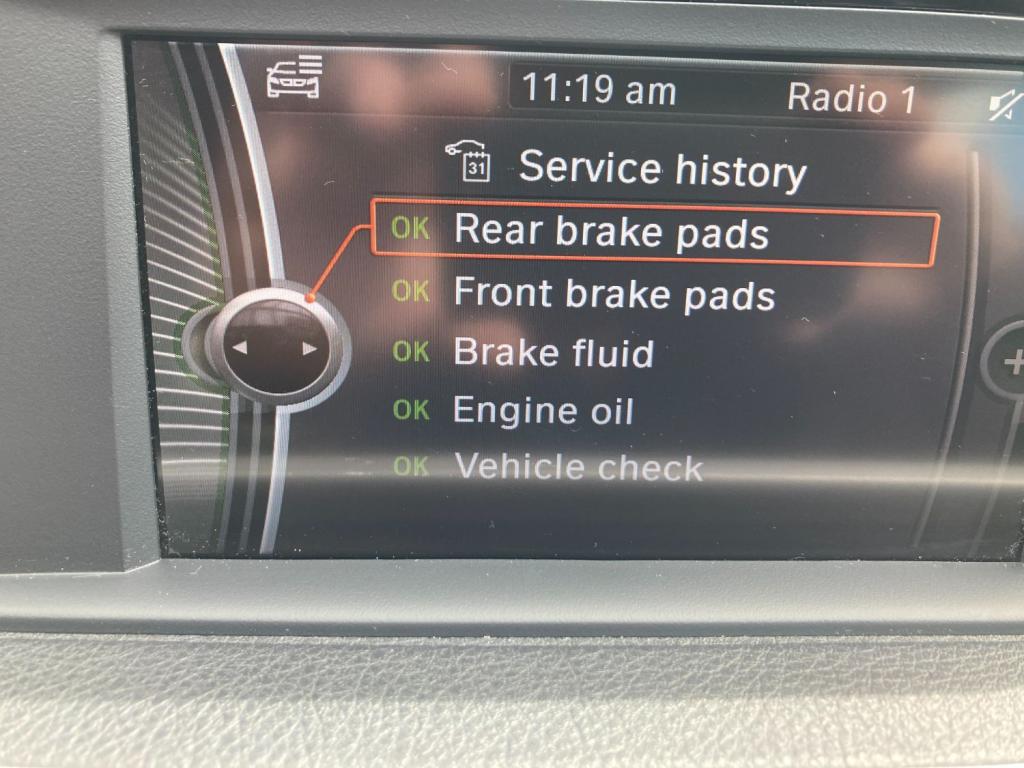 11:19 am Radio 1
31 Service history
OK Rear brake pads
OK Front brake pads
OK Brake fluid
OK Engine oil
OK Vehicle check